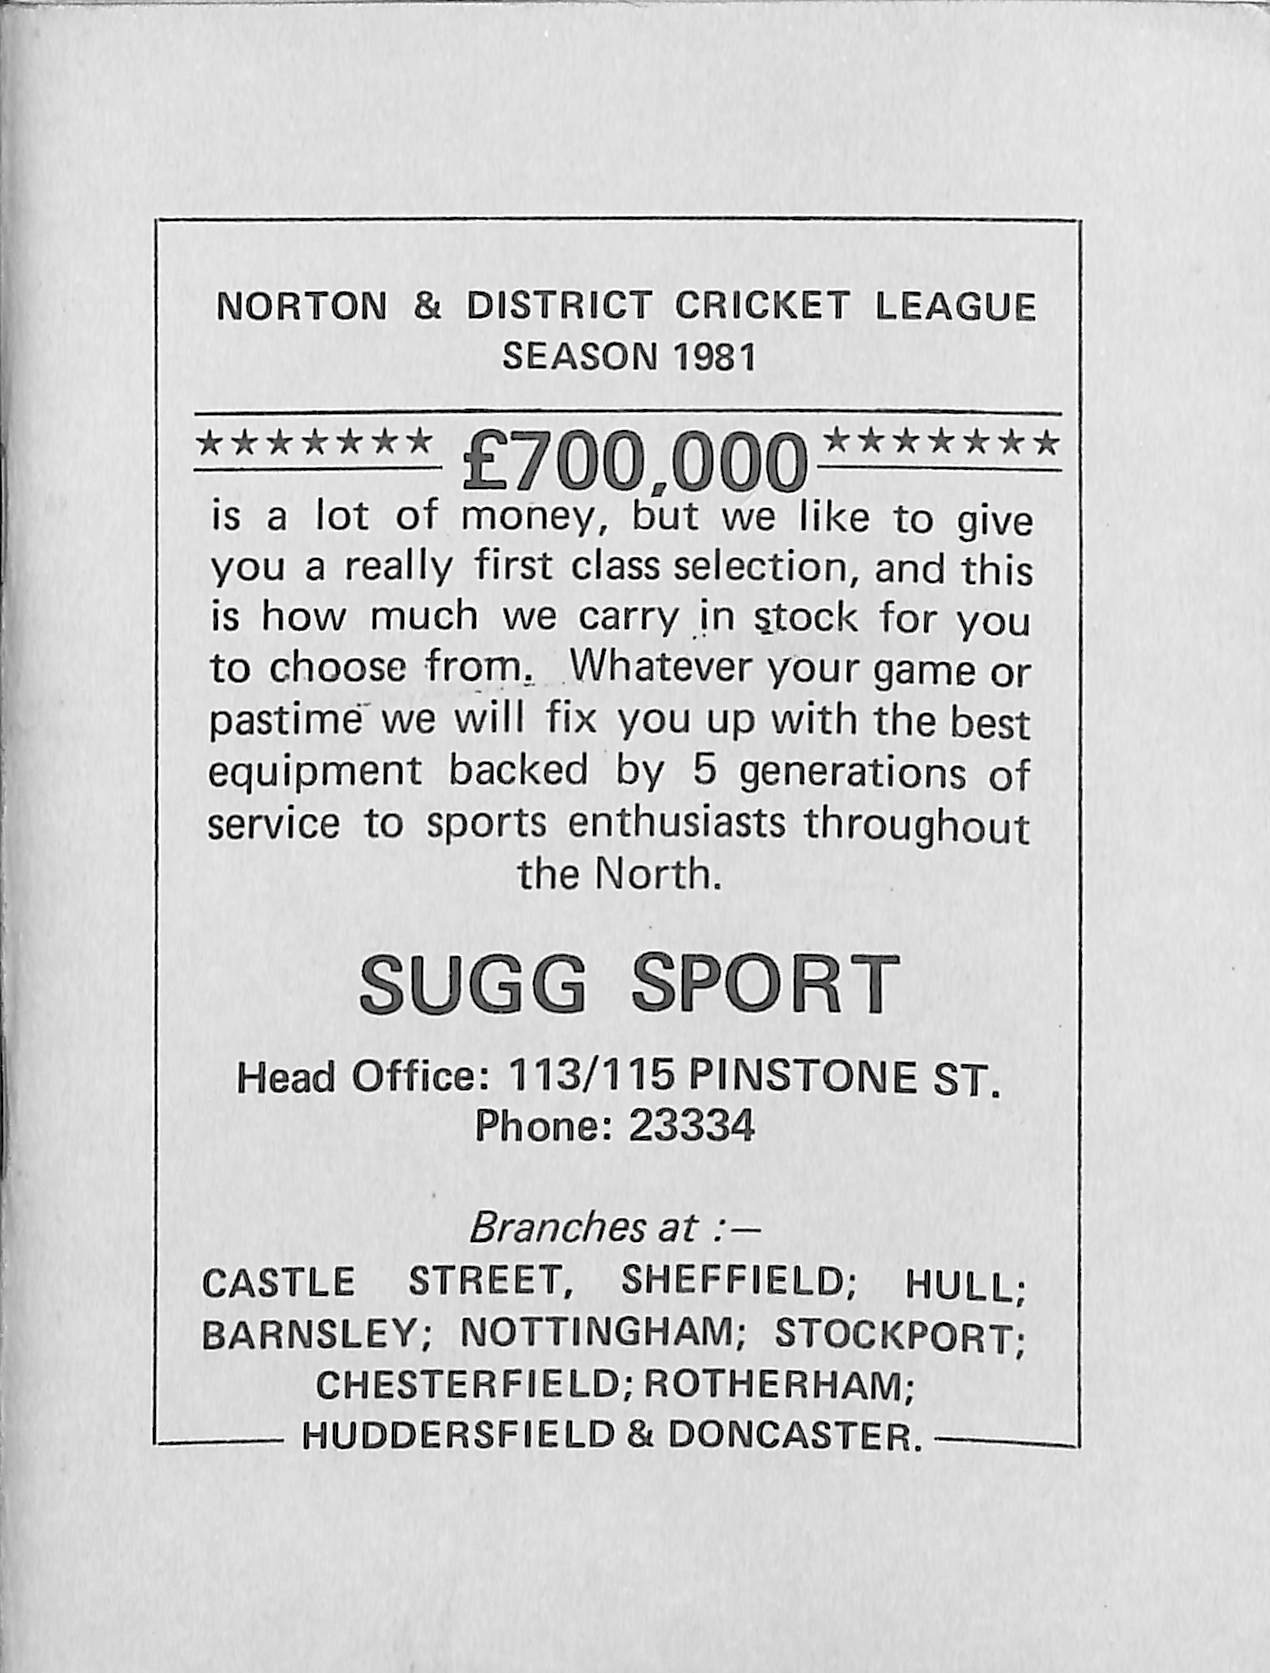 NORTON & DISTRICT CRICKET LEAGUE
SEASON 1981
★★★★★★★ £700,000 ★★★★★★★
is a lot of money, but we like to give
you a really first class selection, and this
is how much we carry in stock for you
to choose from. Whatever your game or
pastime we will fix you up with the best
equipment backed by 5 generations of
service to sports enthusiasts throughout
the North.
SUGG SPORT
Head Office: 113/115 PINSTONE ST.
Phone: 23334
Branches at :—
CASTLE STREET, SHEFFIELD; HULL;
BARNSLEY; NOTTINGHAM; STOCKPORT;
CHESTERFIELD; ROTHERHAM;
HUDDERSFIELD & DONCASTER.